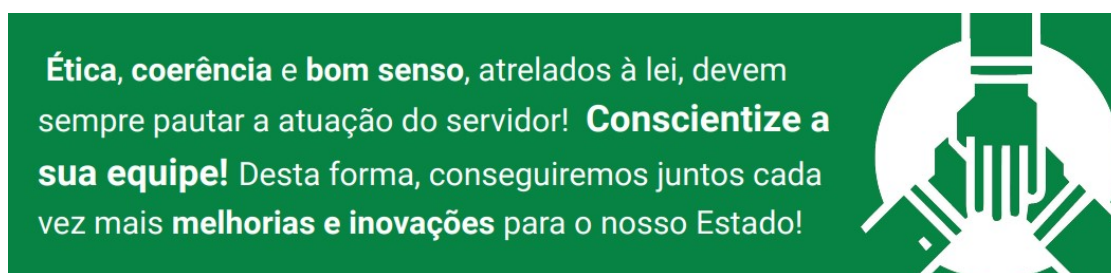 Ética, coerência e bom senso, atrelados à lei, devem
sempre pautar a atuação do servidor! Conscientize a
sua equipe! Desta forma, conseguiremos juntos cada
vez mais melhorias e inovações para o nosso Estado!